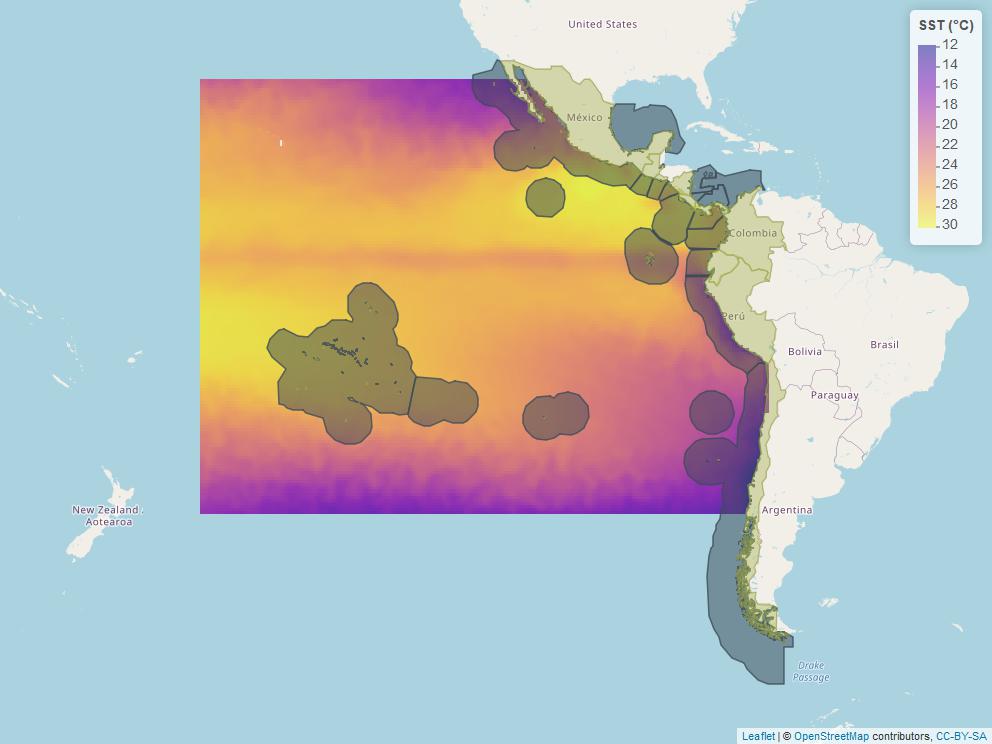 United States
SST (°C)
12
14
16
18
20
22
24
26
28
30
México
Colombia
Perú
Bolivia
Brasil
Paraguay
New Zealand
Aotearoa
Argentina
Drake
Passage
Leaflet | © OpenStreetMap contributors, CC-BY-SA